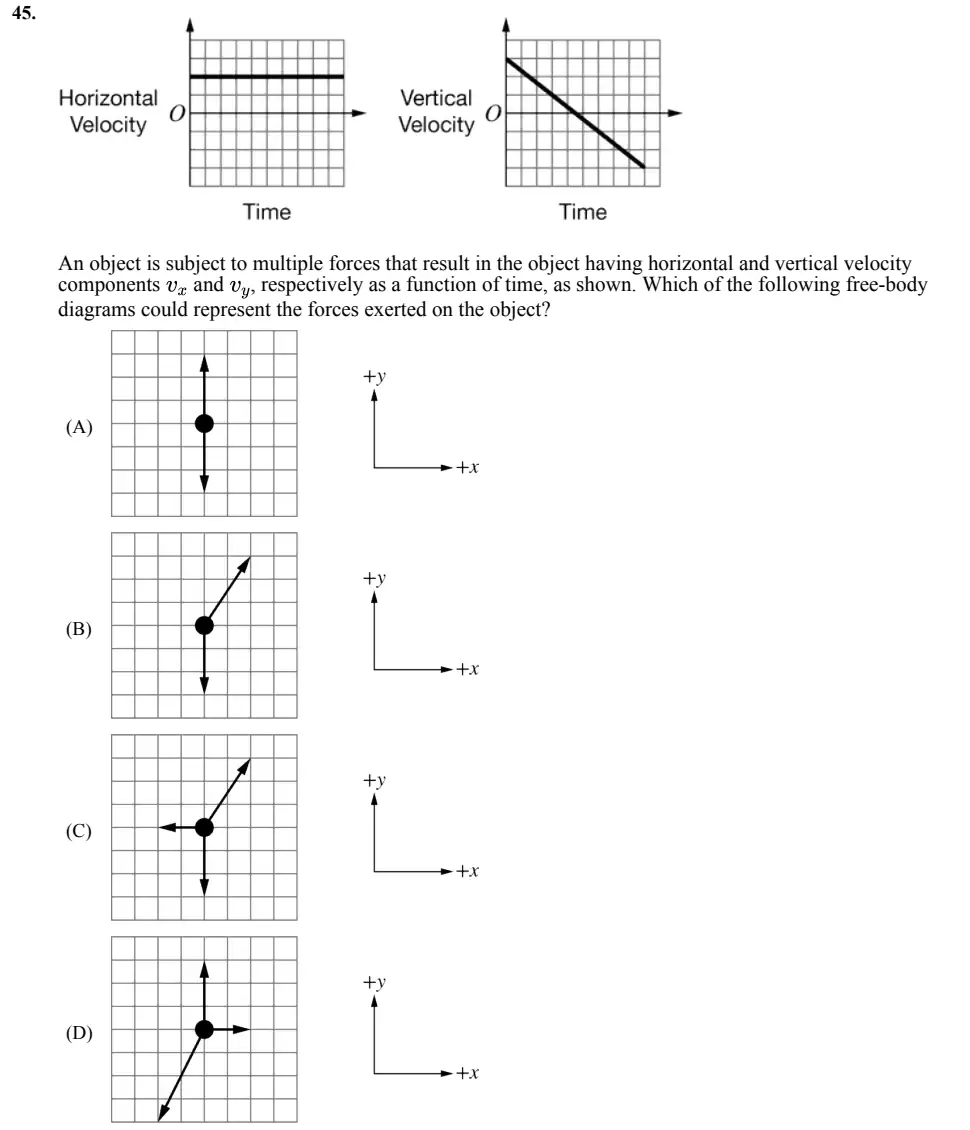 45.
Horizontal
Velocity
O
Time
Vertical
Velocity
O
Time
An object is subject to multiple forces that result in the object having horizontal and vertical velocity
components vx and vy, respectively as a function of time, as shown. Which of the following free-body
diagrams could represent the forces exerted on the object?
(A)
+y
+x
(B)
+y
+x
(C)
+y
+x
(D)
+y
+x